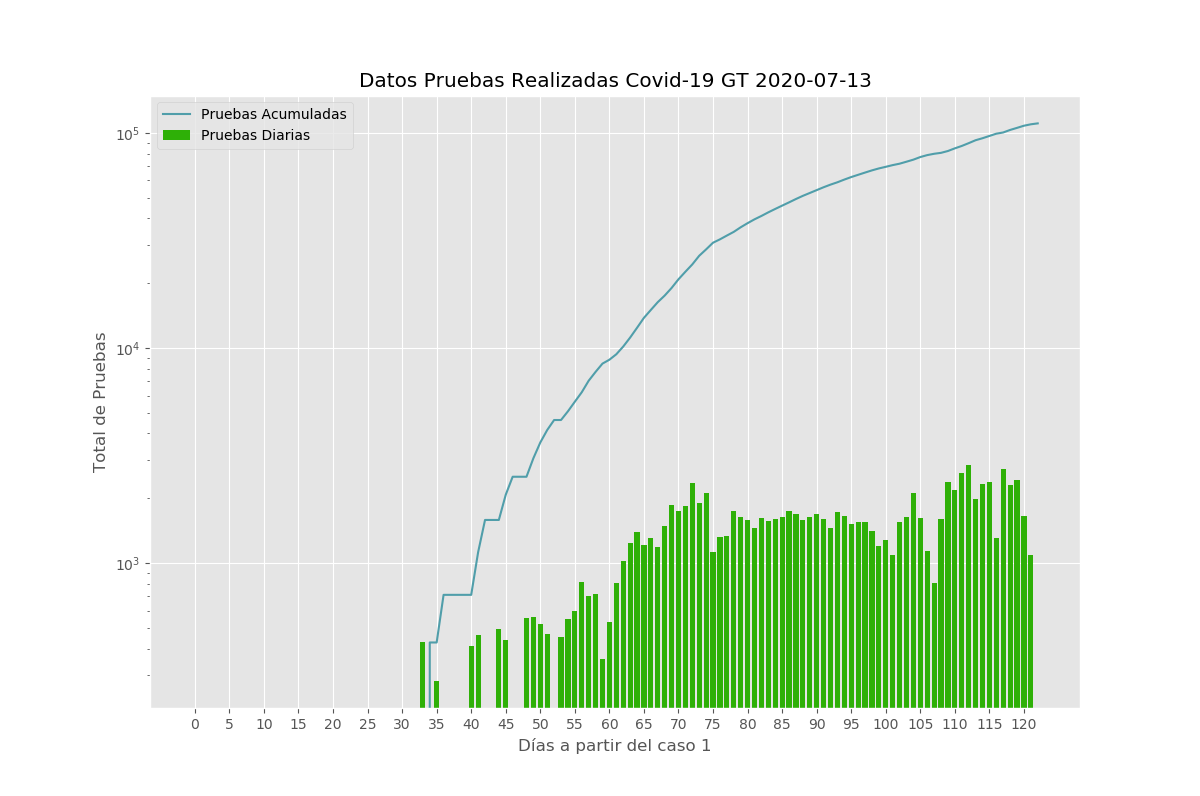 Datos Pruebas Realizadas Covid-19 GT 2020-07-13
Pruebas Acumuladas
Pruebas Diarias
Total de Pruebas
10^5
10^4
10^3
0 5 10 15 20 25 30 35 40 45 50 55 60 65 70 75 80 85 90 95 100 105 110 115 120
Días a partir del caso 1